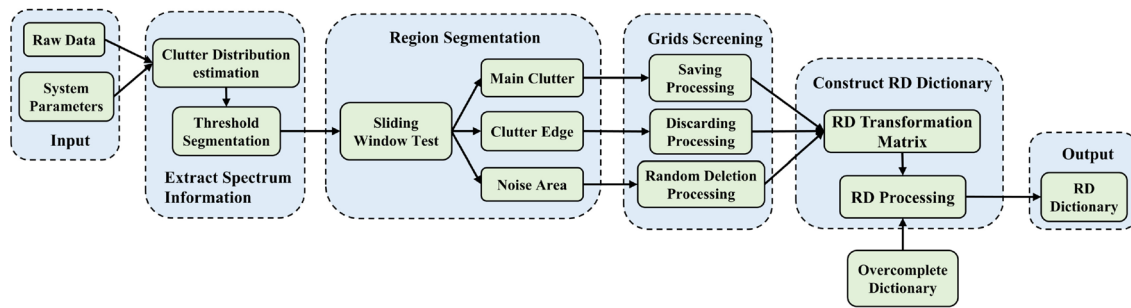 Raw Data
System
Parameters
Input
Clutter Distribution
estimation
Threshold
Segmentation
Extract Spectrum
Information
Region Segmentation
Sliding
Window Test
Main Clutter
Clutter Edge
Noise Area
Grids Screening
Saving
Processing
Discarding
Processing
Random Deletion
Processing
Construct RD Dictionary
RD Transformation
Matrix
RD Processing
Overcomplete
Dictionary
Output
RD
Dictionary